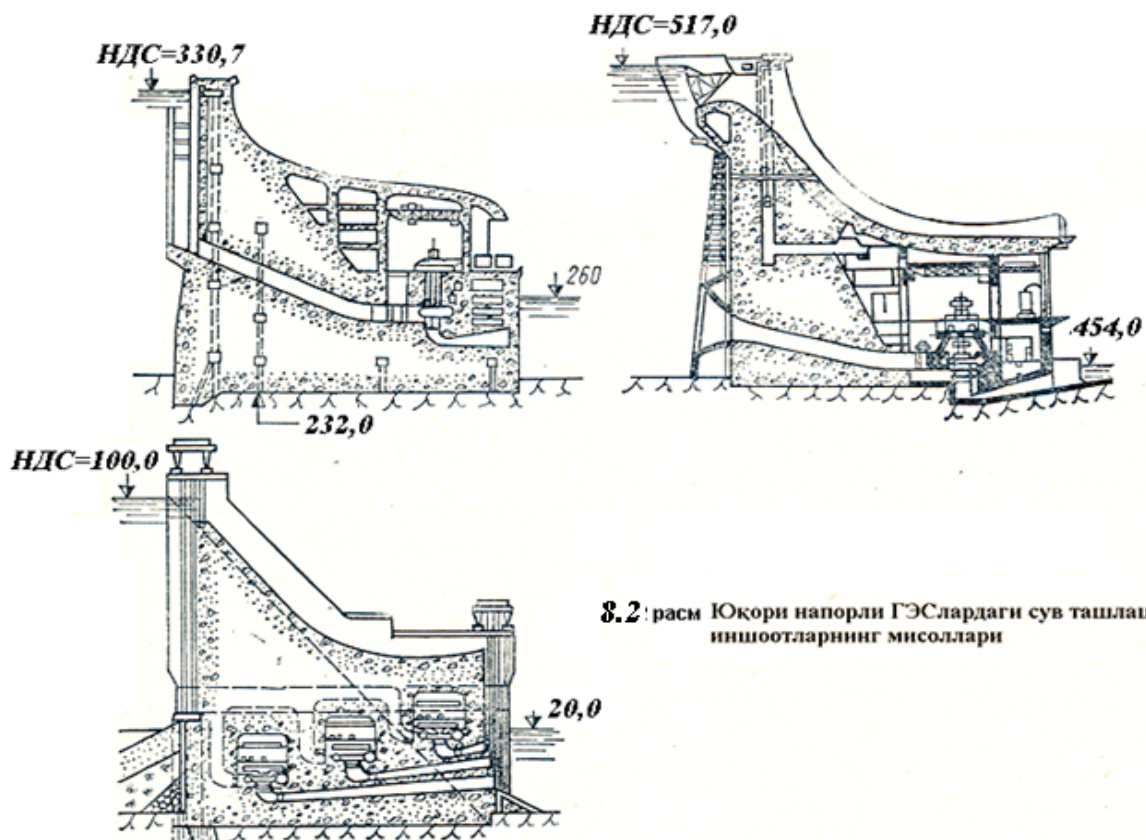 НДС=330,7
НДС=517,0
260
454,0
232,0
НДС=100,0
20,0
8.2 расм Юқори напорли ГЭСлардаги сув ташлаш
иншоотларнинг мисоллари